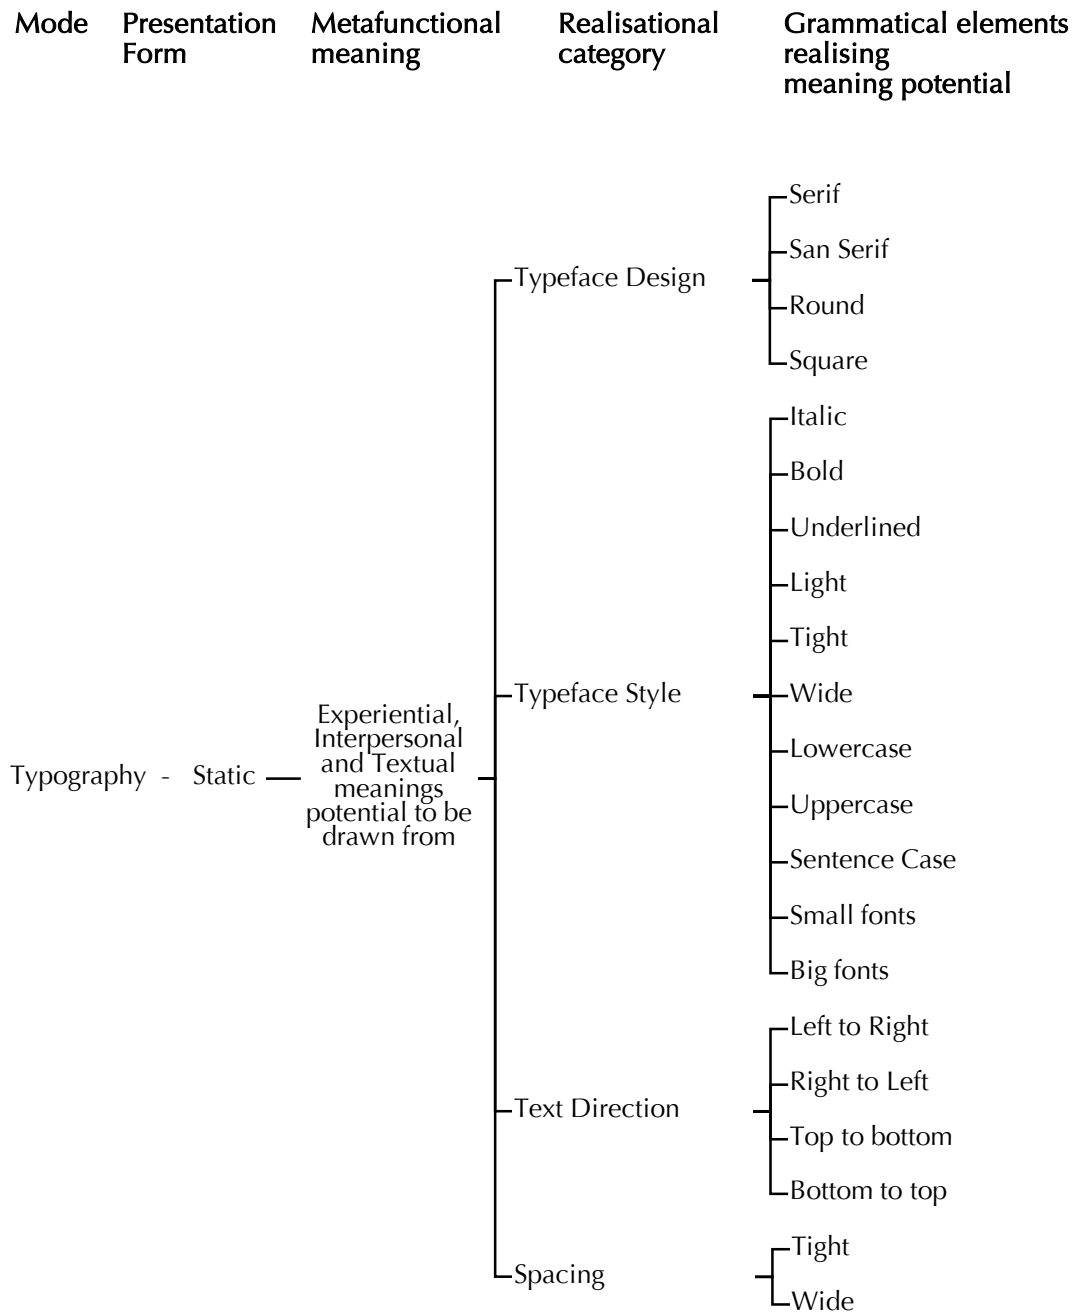 Mode
Presentation
Form
Metafunctional
meaning
Realisational
category
Grammatical elements
realising
meaning potential
Typography - Static
Experiential,
Interpersonal
and Textual
meanings
potential to be
drawn from
Typeface Design
Serif
San Serif
Round
Square
Typeface Style
Italic
Bold
Underlined
Light
Tight
Wide
Lowercase
Uppercase
Sentence Case
Small fonts
Big fonts
Text Direction
Left to Right
Right to Left
Top to bottom
Bottom to top
Spacing
Tight
Wide